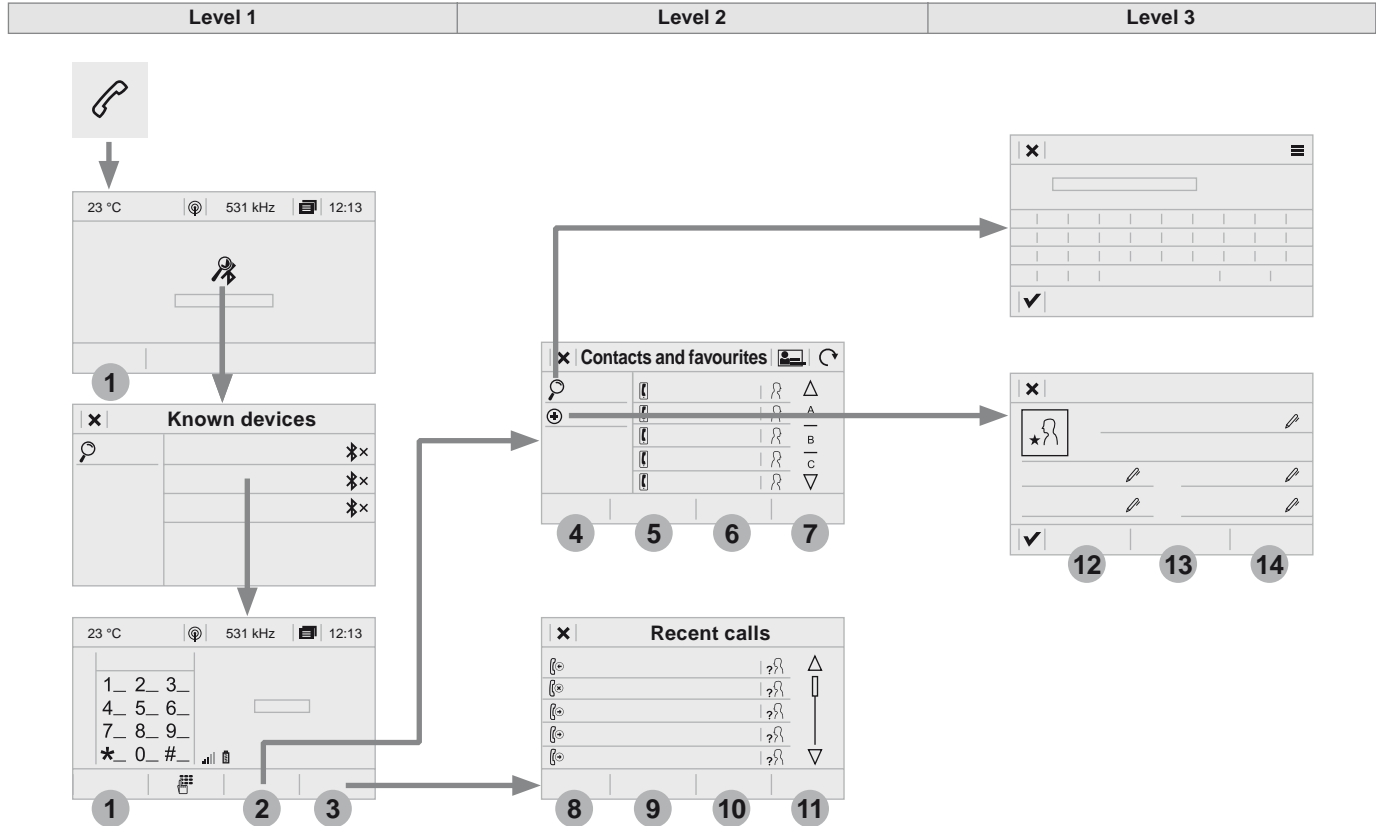 Level 1 Level 2 Level 3
23 °C 531 kHz 12:13
1
Known devices
23 °C 531 kHz 12:13
1_ 2_ 3_
4_ 5_ 6_
7_ 8_ 9_
*_ 0_ #_
1 2 3
Contacts and favourites
A
B
C
4 5 6 7
Recent calls
?
?
?
?
?
8 9 10 11
12 13 14